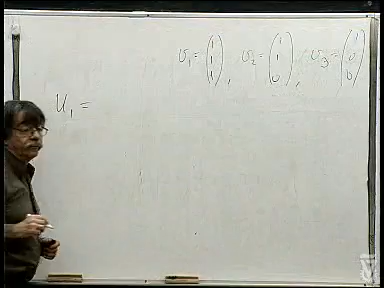 v₁ = (1 1 1), v₂ = (1 1 0), v₃ = (1 0 0)
u₁ =